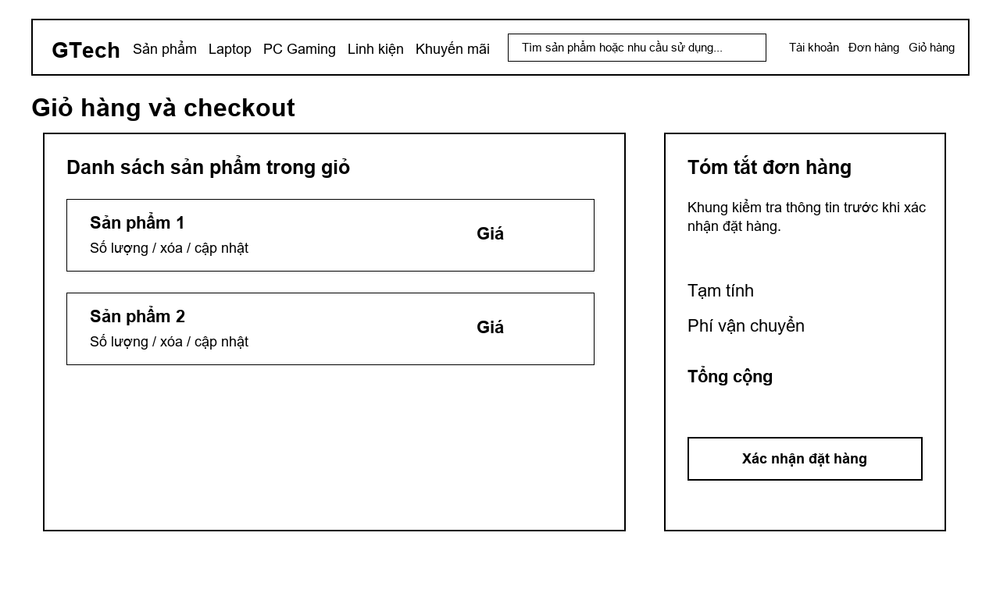 GTech Sản phẩm Laptop PC Gaming Linh kiện Khuyến mãi Tìm sản phẩm hoặc nhu cầu sử dụng... Tài khoản Đơn hàng Giỏ hàng
Giỏ hàng và checkout
Danh sách sản phẩm trong giỏ
Sản phẩm 1
Số lượng / xóa / cập nhật
Giá
Sản phẩm 2
Số lượng / xóa / cập nhật
Giá
Tóm tắt đơn hàng
Khung kiểm tra thông tin trước khi xác
nhận đặt hàng.
Tạm tính
Phí vận chuyển
Tổng cộng
Xác nhận đặt hàng